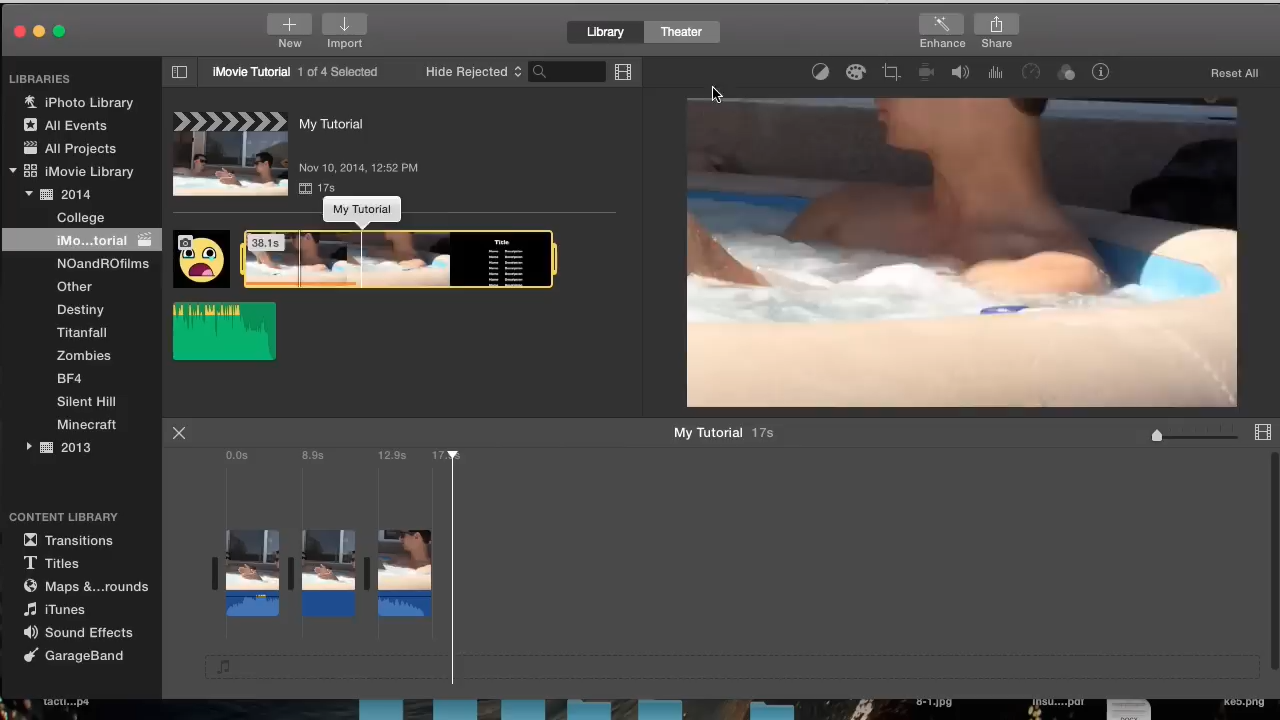 Library
Theater
New
Import
Enhance
Share
LIBRARIES
iPhoto Library
All Events
All Projects
iMovie Library
2014
College
iMo...torial
NOandROfilms
Other
Destiny
Titanfall
Zombies
BF4
Silent Hill
Minecraft
2013
CONTENT LIBRARY
Transitions
Titles
Maps &...rounds
iTunes
Sound Effects
GarageBand
iMovie Tutorial 1 of 4 Selected
Hide Rejected
Reset All
My Tutorial
Nov 10, 2014, 12:52 PM
17s
My Tutorial
38.1s
Title
My Tutorial 17s
0.0s 8.9s 12.9s
tacti...p4
8-1.jpg
insu....pdf
ke5.png